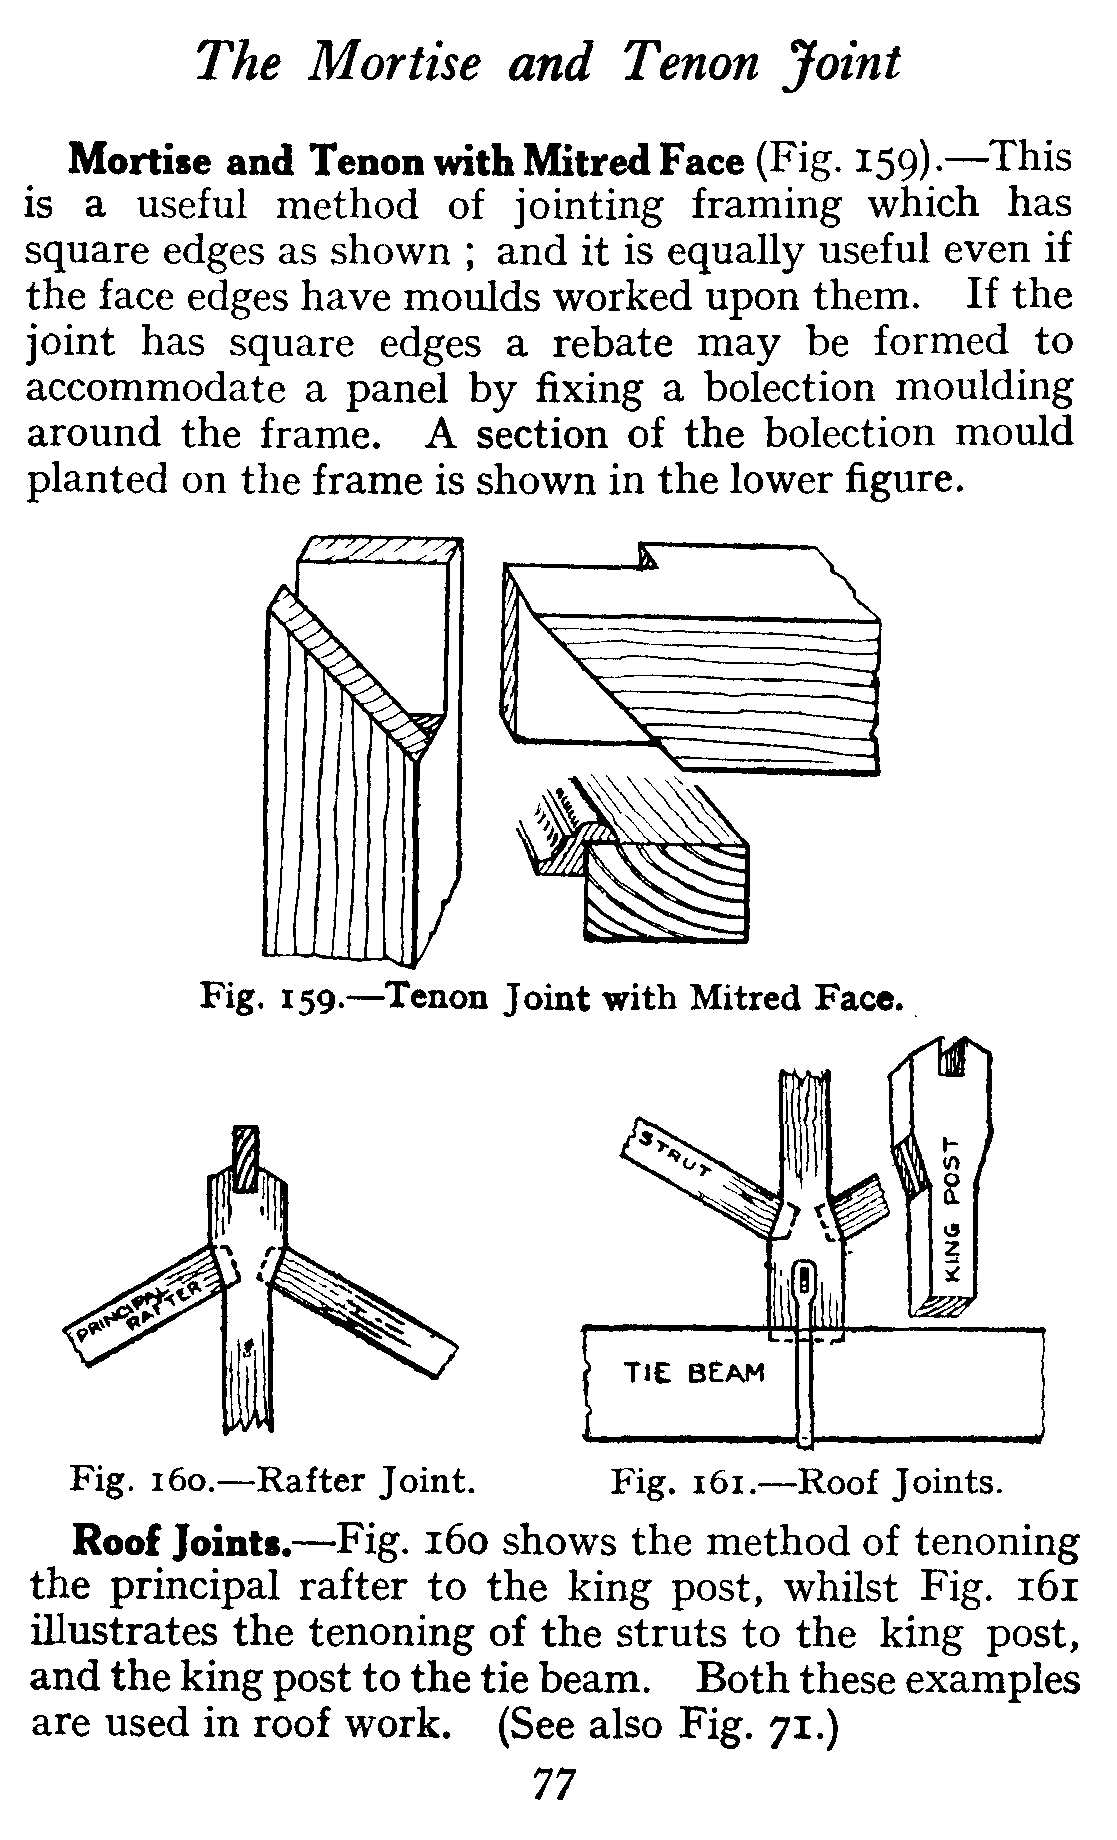 The Mortise and Tenon Joint
Mortise and Tenon with Mitred Face (Fig. 159).—This
is a useful method of jointing framing which has
square edges as shown ; and it is equally useful even if
the face edges have moulds worked upon them. If the
joint has square edges a rebate may be formed to
accommodate a panel by fixing a bolection moulding
around the frame. A section of the bolection mould
planted on the frame is shown in the lower figure.
Fig. 159.—Tenon Joint with Mitred Face.
PRINCIPAL
RAFTER
STRUT
KING POST
TIE BEAM
Fig. 160.—Rafter Joint.
Fig. 161.—Roof Joints.
Roof Joints.—Fig. 160 shows the method of tenoning
the principal rafter to the king post, whilst Fig. 161
illustrates the tenoning of the struts to the king post,
and the king post to the tie beam. Both these examples
are used in roof work. (See also Fig. 71.)
77